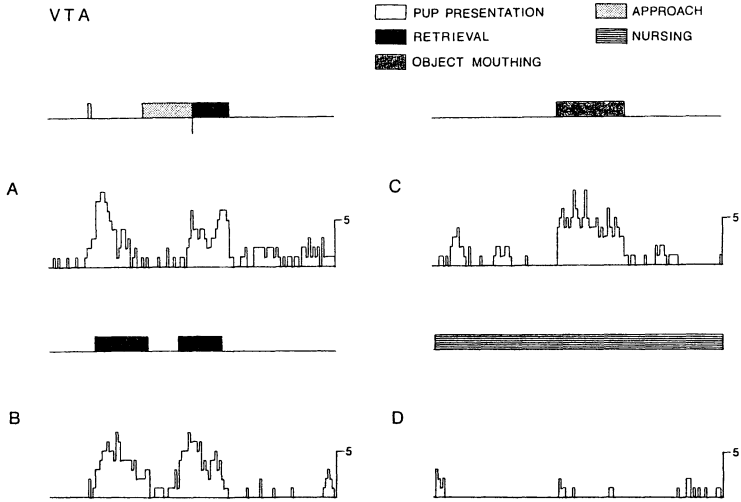 VTA
PUP PRESENTATION
APPROACH
RETRIEVAL
NURSING
OBJECT MOUTHING
A
5
C
5
B
5
D
5